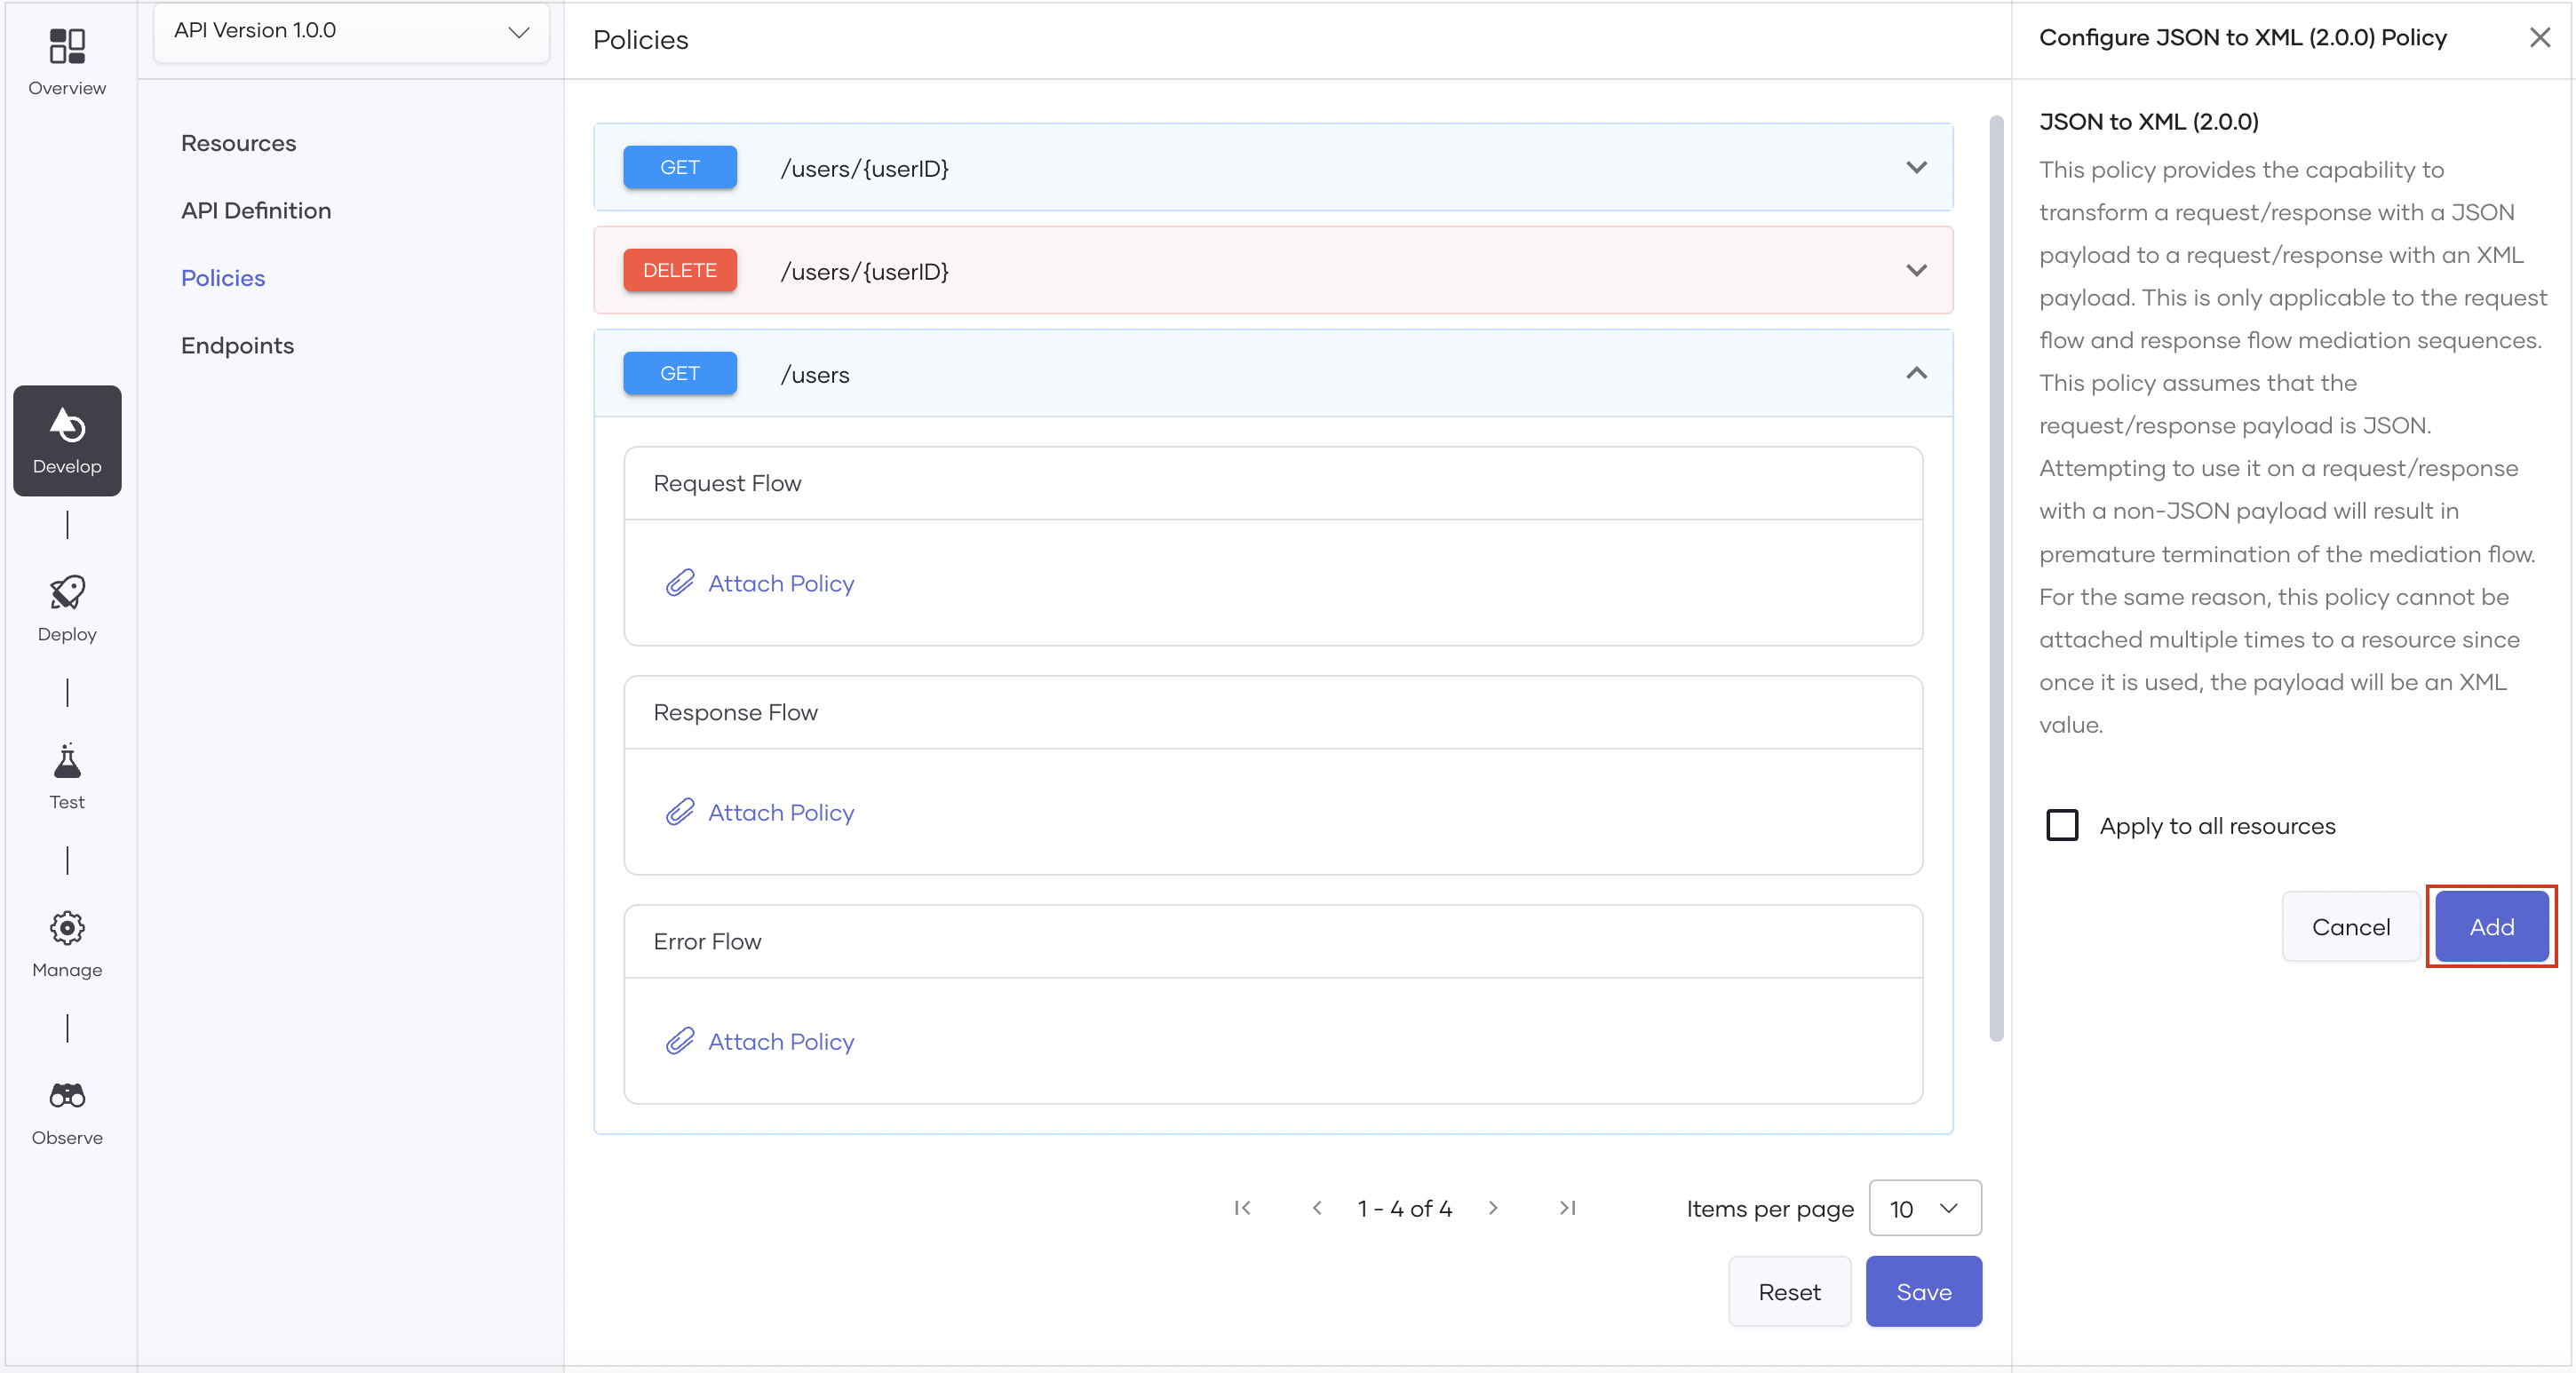 Overview
Develop
Deploy
Test
Manage
Observe
API Version 1.0.0
Resources
API Definition
Policies
Endpoints
Policies
GET /users/{userID}
DELETE /users/{userID}
GET /users
Request Flow
Attach Policy
Response Flow
Attach Policy
Error Flow
Attach Policy
1 - 4 of 4
Items per page 10
Reset Save
Configure JSON to XML (2.0.0) Policy
JSON to XML (2.0.0)
This policy provides the capability to
transform a request/response with a JSON
payload to a request/response with an XML
payload. This is only applicable to the request
flow and response flow mediation sequences.
This policy assumes that the
request/response payload is JSON.
Attempting to use it on a request/response
with a non-JSON payload will result in
premature termination of the mediation flow.
For the same reason, this policy cannot be
attached multiple times to a resource since
once it is used, the payload will be an XML
value.
Apply to all resources
Cancel Add